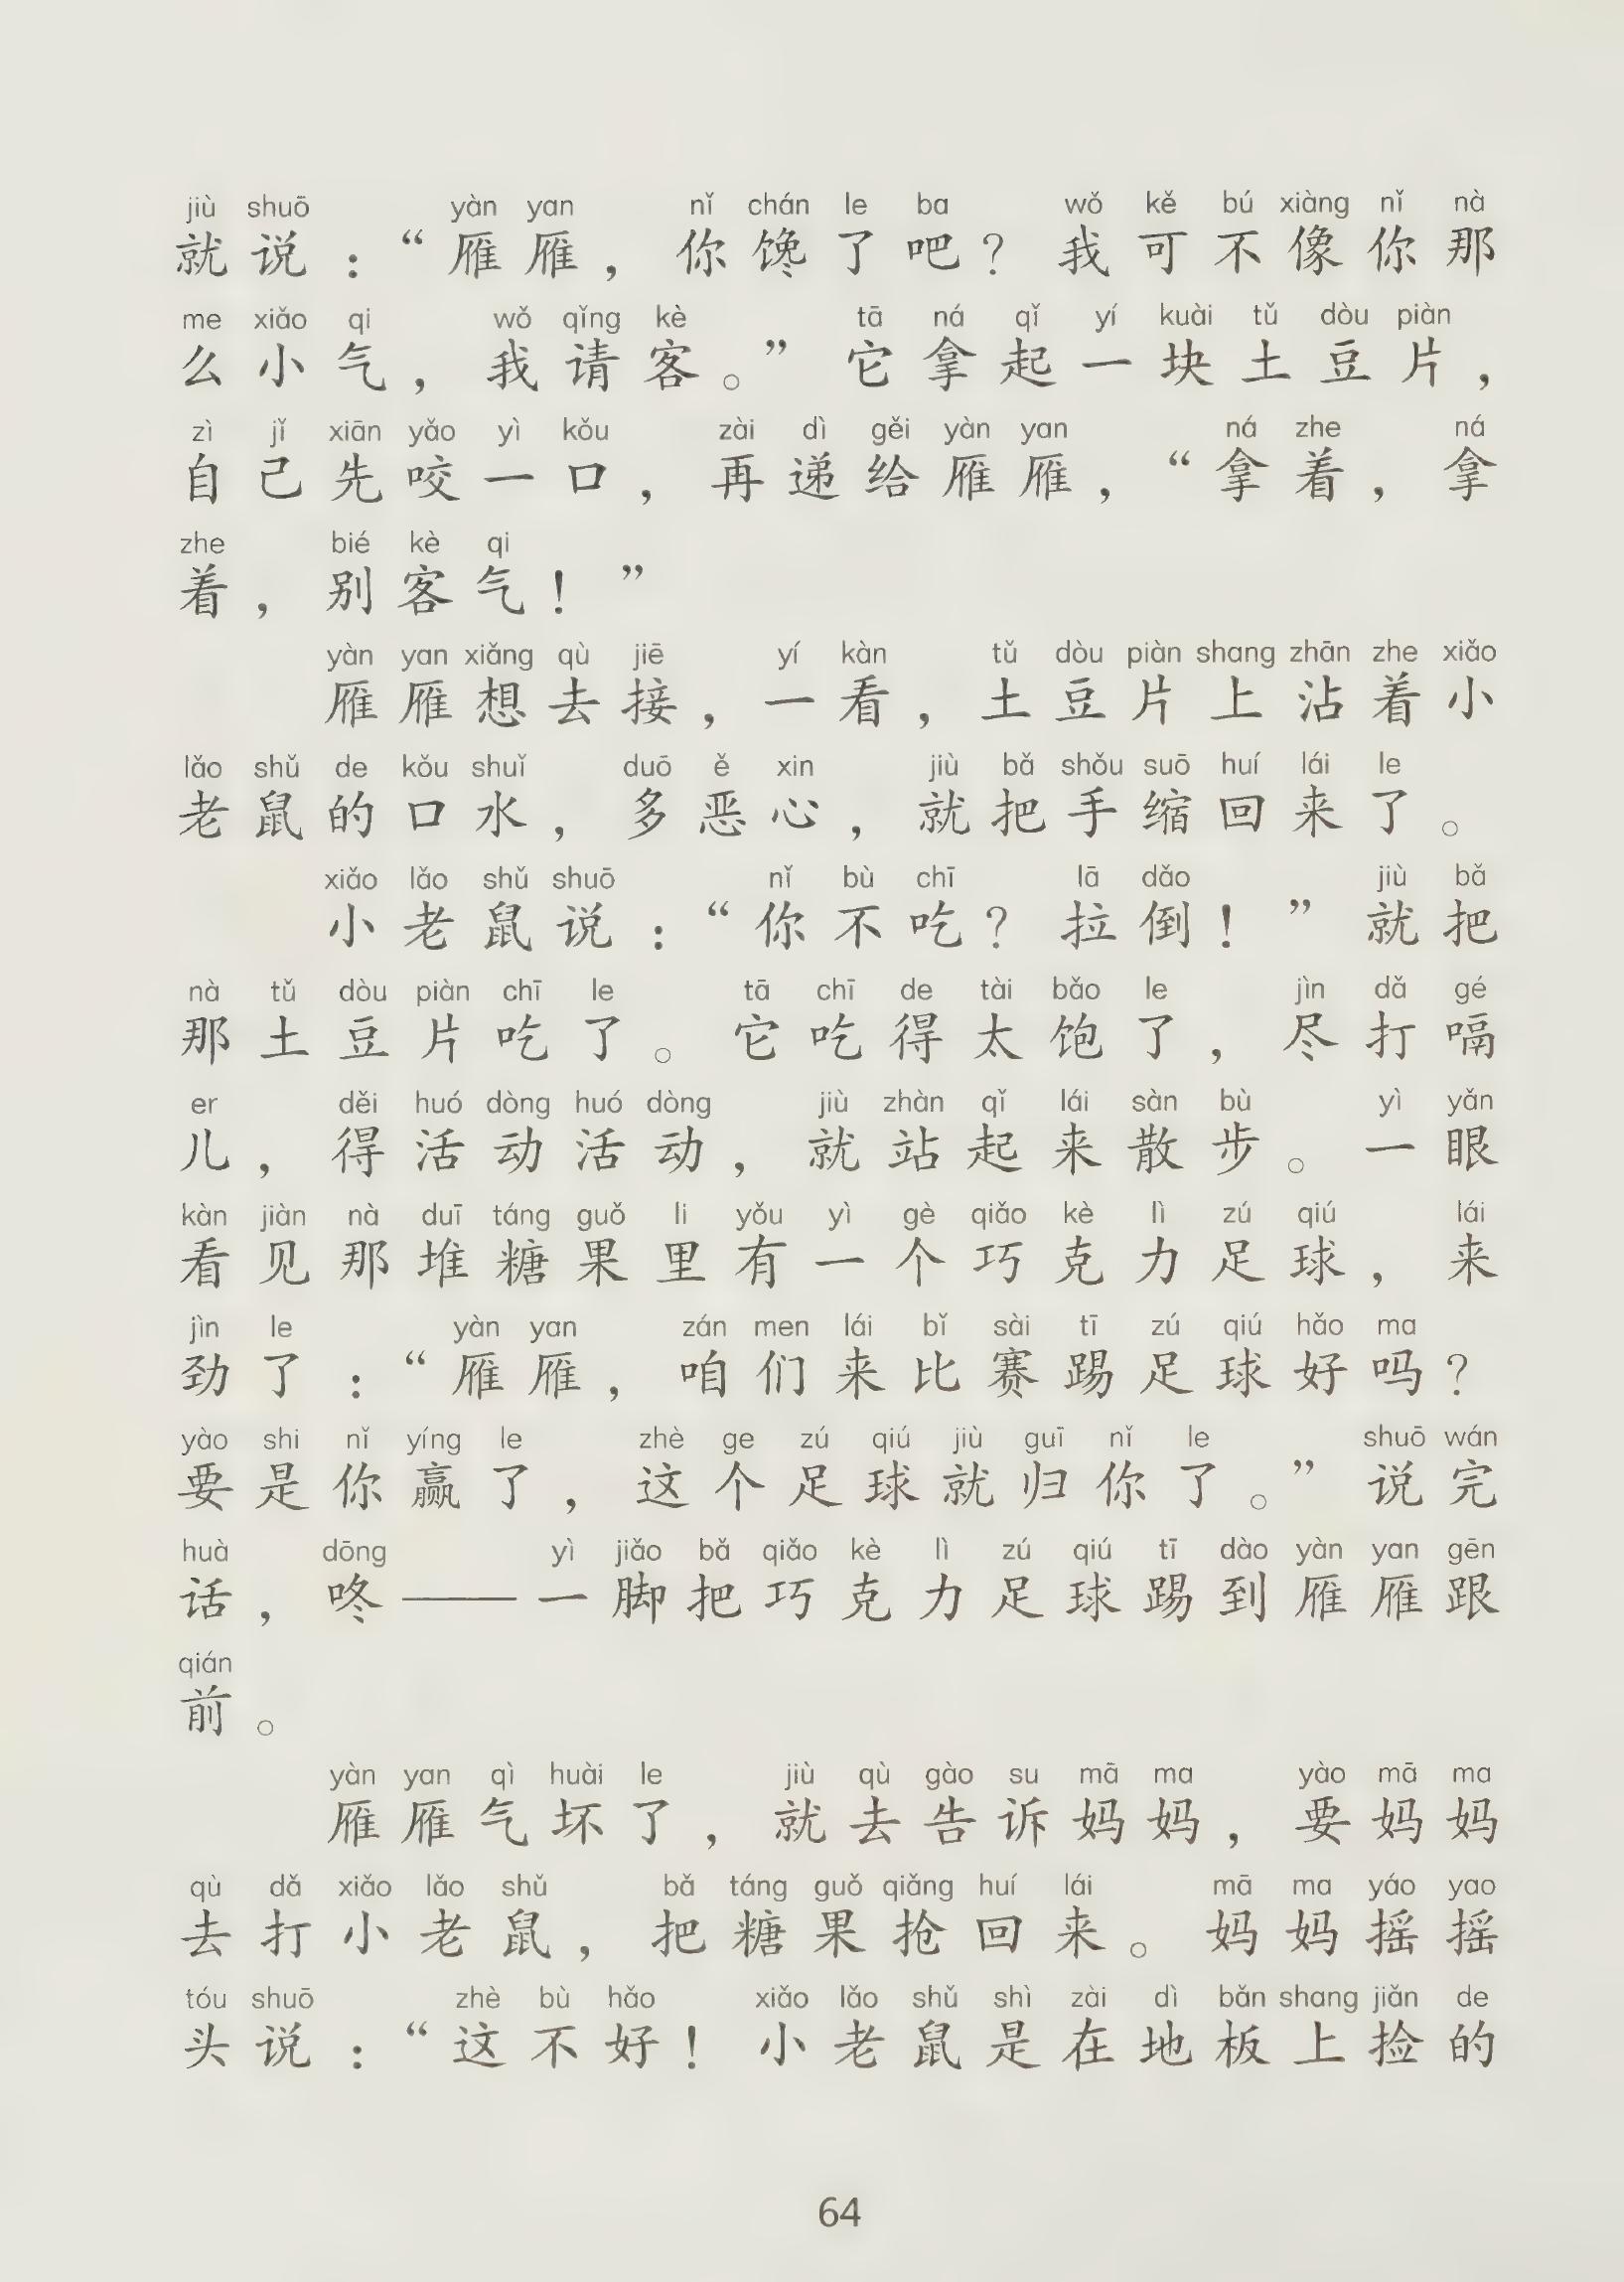 jiù shuō yàn yan nǐ chán le ba wǒ kě bú xiàng nǐ nà
就说：“雁雁，你馋了吧？我可不像你那
me xiǎo qi wǒ qǐng kè tā ná qǐ yí kuài tǔ dòu piàn
么小气，我请客。”它拿起一块土豆片，
zì jǐ xiān yǎo yì kǒu zài dì gěi yàn yan ná zhe ná
自己先咬一口，再递给雁雁，“拿着，拿
zhe bié kè qi
着，别客气！”
yàn yan xiǎng qù jiē yí kàn tǔ dòu piàn shang zhān zhe xiǎo
雁雁想去接，一看，土豆片上沾着小
lǎo shǔ de kǒu shuǐ duō ě xin jiù bǎ shǒu suō huí lái le
老鼠的口水，多恶心，就把手缩回来了。
xiǎo lǎo shǔ shuō nǐ bù chī lā dǎo jiù bǎ
小老鼠说：“你不吃？拉倒！”就把
nà tǔ dòu piàn chī le tā chī de tài bǎo le jìn dǎ gé
那土豆片吃了。它吃得太饱了，尽打嗝
er děi huó dòng huó dòng jiù zhàn qǐ lái sàn bù yì yǎn
儿，得活动活动，就站起来散步。一眼
kàn jiàn nà duī táng guǒ li yǒu yì gè qiǎo kè lì zú qiú lái
看见那堆糖果里有一个巧克力足球，来
jìn le yàn yan zán men lái bǐ sài tī zú qiú hǎo ma
劲了：“雁雁，咱们来比赛踢足球好吗？
yào shi nǐ yíng le zhè ge zú qiú jiù guī nǐ le shuō wán
要是你赢了，这个足球就归你了。”说完
huà dōng yì jiǎo bǎ qiǎo kè lì zú qiú tī dào yàn yan gēn
话，咚——一脚把巧克力足球踢到雁雁跟
qián
前。
yàn yan qì huài le jiù qù gào su mā ma yào mā ma
雁雁气坏了，就去告诉妈妈，要妈妈
qù dǎ xiǎo lǎo shǔ bǎ táng guǒ qiǎng huí lái mā ma yáo yao
去打小老鼠，把糖果抢回来。妈妈摇摇
tóu shuō zhè bù hǎo xiǎo lǎo shǔ shì zài dì bǎn shang jiǎn de
头说：“这不好！小老鼠是在地板上捡的
64